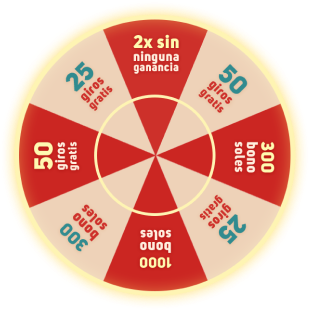 2x sin
ninguna
ganancia
50
giros
gratis
300
bono
soles
25
giros
gratis
1000
bono
soles
300
bono
soles
50
giros
gratis
25
giros
gratis